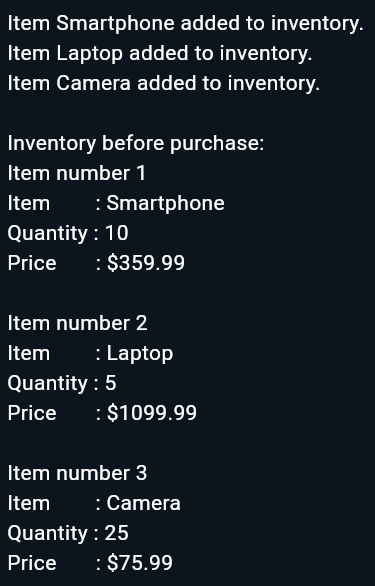 Item Smartphone added to inventory.
Item Laptop added to inventory.
Item Camera added to inventory.
Inventory before purchase:
Item number 1
Item : Smartphone
Quantity : 10
Price : $359.99
Item number 2
Item : Laptop
Quantity : 5
Price : $1099.99
Item number 3
Item : Camera
Quantity : 25
Price : $75.99